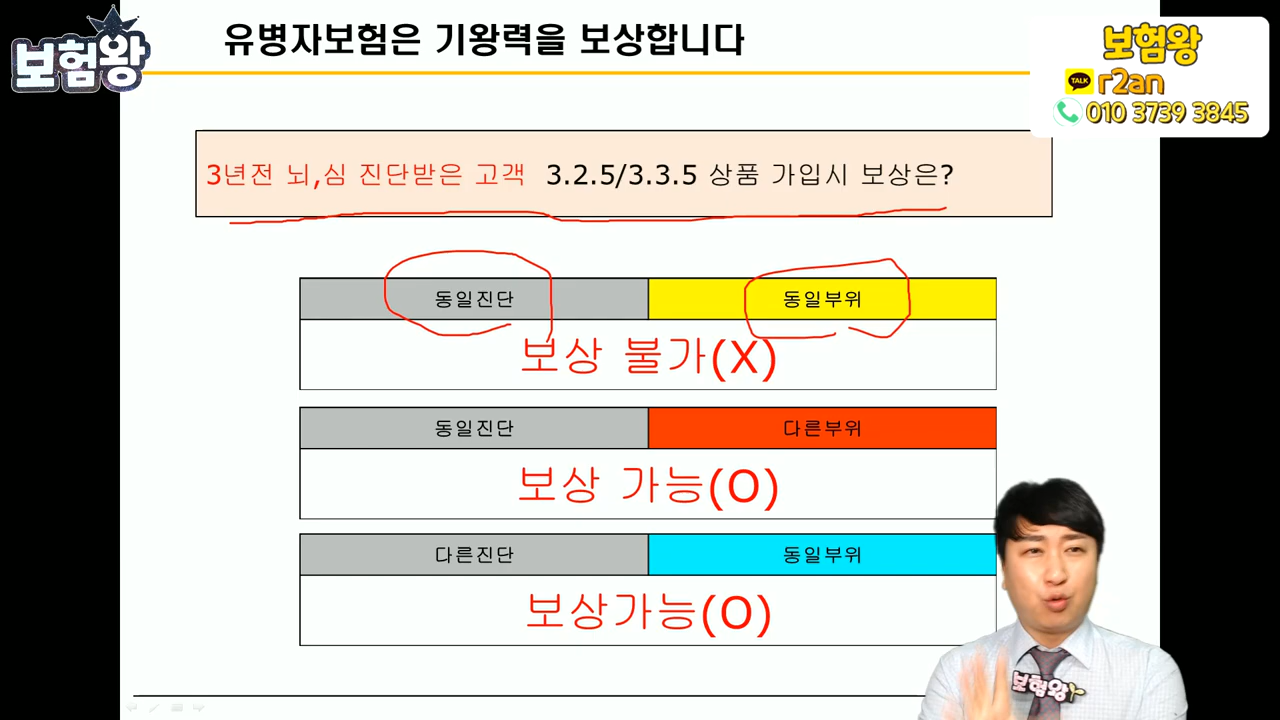 유병자보험은 기왕력을 보상합니다
보험왕
보험왕
TALK r2an
010 3739 3845
3년전 뇌,심 진단받은 고객 3.2.5/3.3.5 상품 가입시 보상은?
동일진단 동일부위
보상 불가(X)
동일진단 다른부위
보상 가능(O)
다른진단 동일부위
보상가능(O)
보험왕